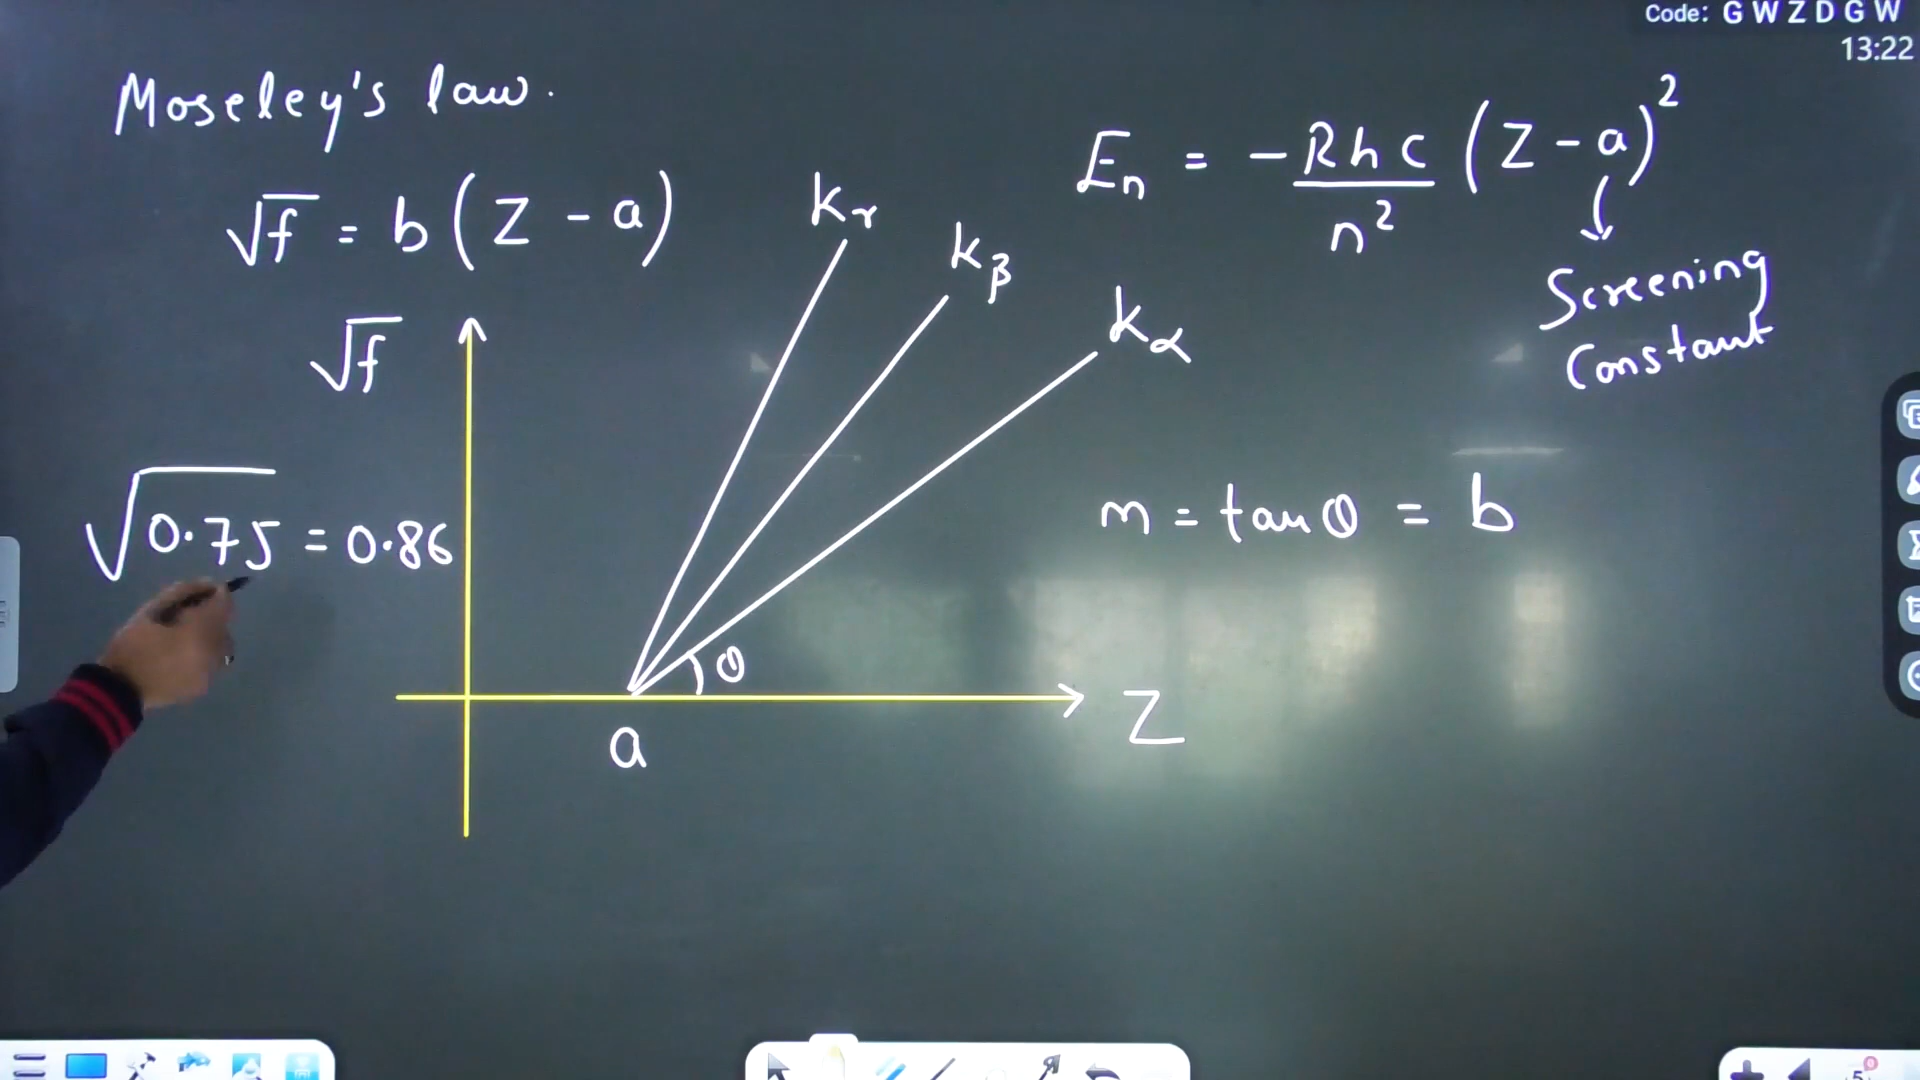 Code: G W Z D G W
13:22
Moseley's law.
√f = b (Z - a)
En = -Rhc/n² (Z - a)²
Screening
Constant
kγ
kβ
kα
√f
√0.75 = 0.86
m = tan θ = b
θ
Z
a